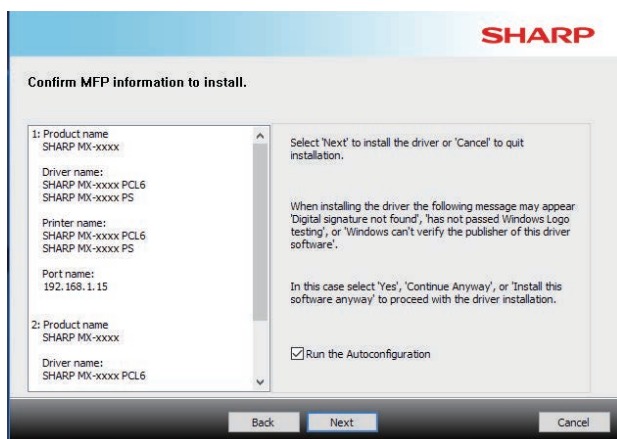 SHARP
Confirm MFP information to install.
1: Product name
SHARP MX-xxxx
Driver name:
SHARP MX-xxxx PCL6
SHARP MX-xxxx PS
Printer name:
SHARP MX-xxxx PCL6
SHARP MX-xxxx PS
Port name:
192.168.1.15
2: Product name
SHARP MX-xxxx
Driver name:
SHARP MX-xxxx PCL6
Select 'Next' to install the driver or 'Cancel' to quit
installation.
When installing the driver the following message may appear
'Digital signature not found', 'has not passed Windows Logo
testing', or 'Windows can't verify the publisher of this driver
software'.
In this case select 'Yes', 'Continue Anyway', or 'Install this
software anyway' to proceed with the driver installation.
Run the Autoconfiguration
Back Next Cancel